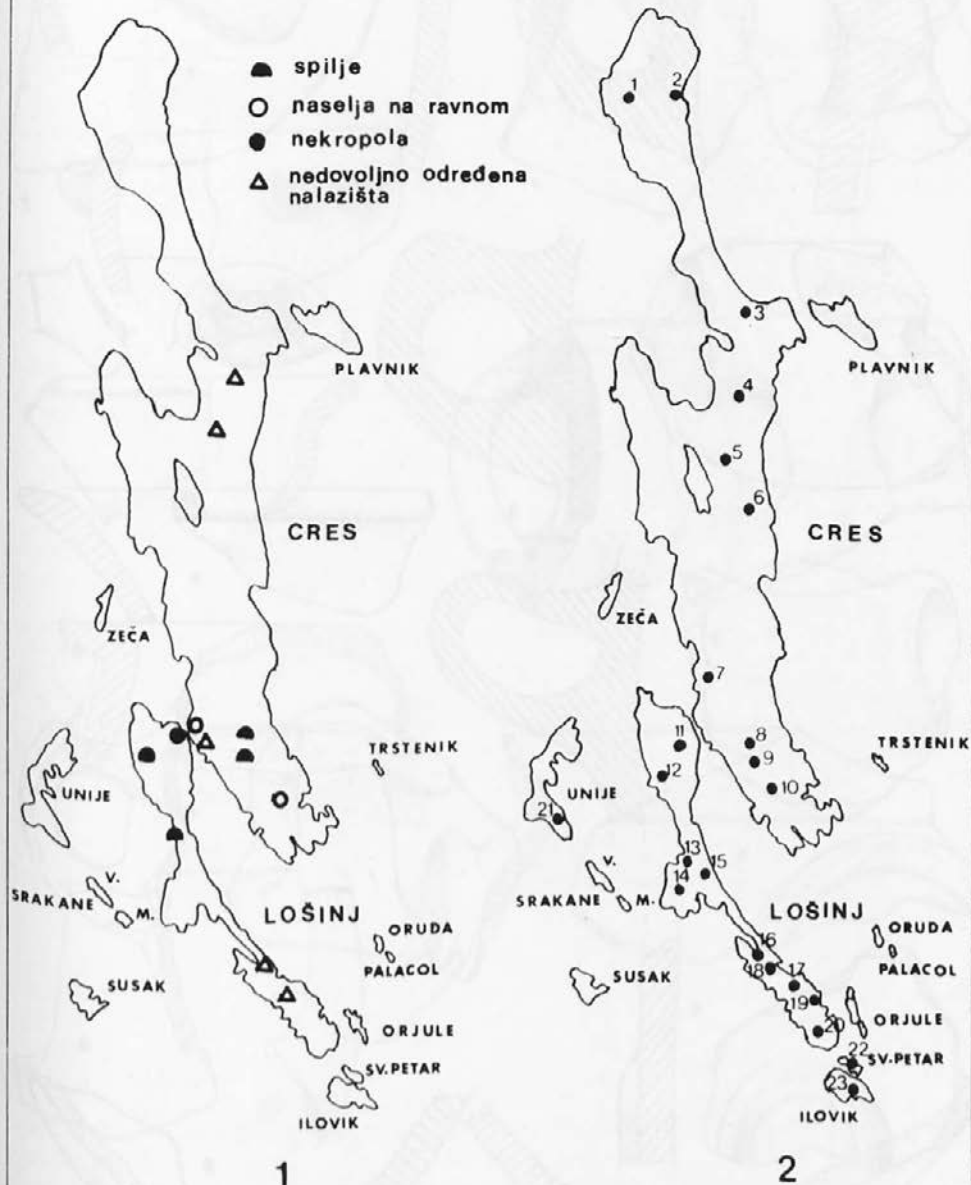 spilje
naselja na ravnom
nekropola
nedovoljno određena
nalazišta
PLAVNIK
CRES
ZEČA
TRSTENIK
UNIJE
V.
SRAKANE
M.
LOŠINJ
ORUDA
PALACOL
SUSAK
ORJULE
SV. PETAR
ILOVIK
1
1
2
3
PLAVNIK
4
5
6
CRES
ZEČA
7
8
9
10
11
12
TRSTENIK
UNIJE
21
V.
SRAKANE
M.
13
14
15
LOŠINJ
ORUDA
PALACOL
16
17
18
19
SUSAK
ORJULE
20
22
SV. PETAR
23
ILOVIK
2